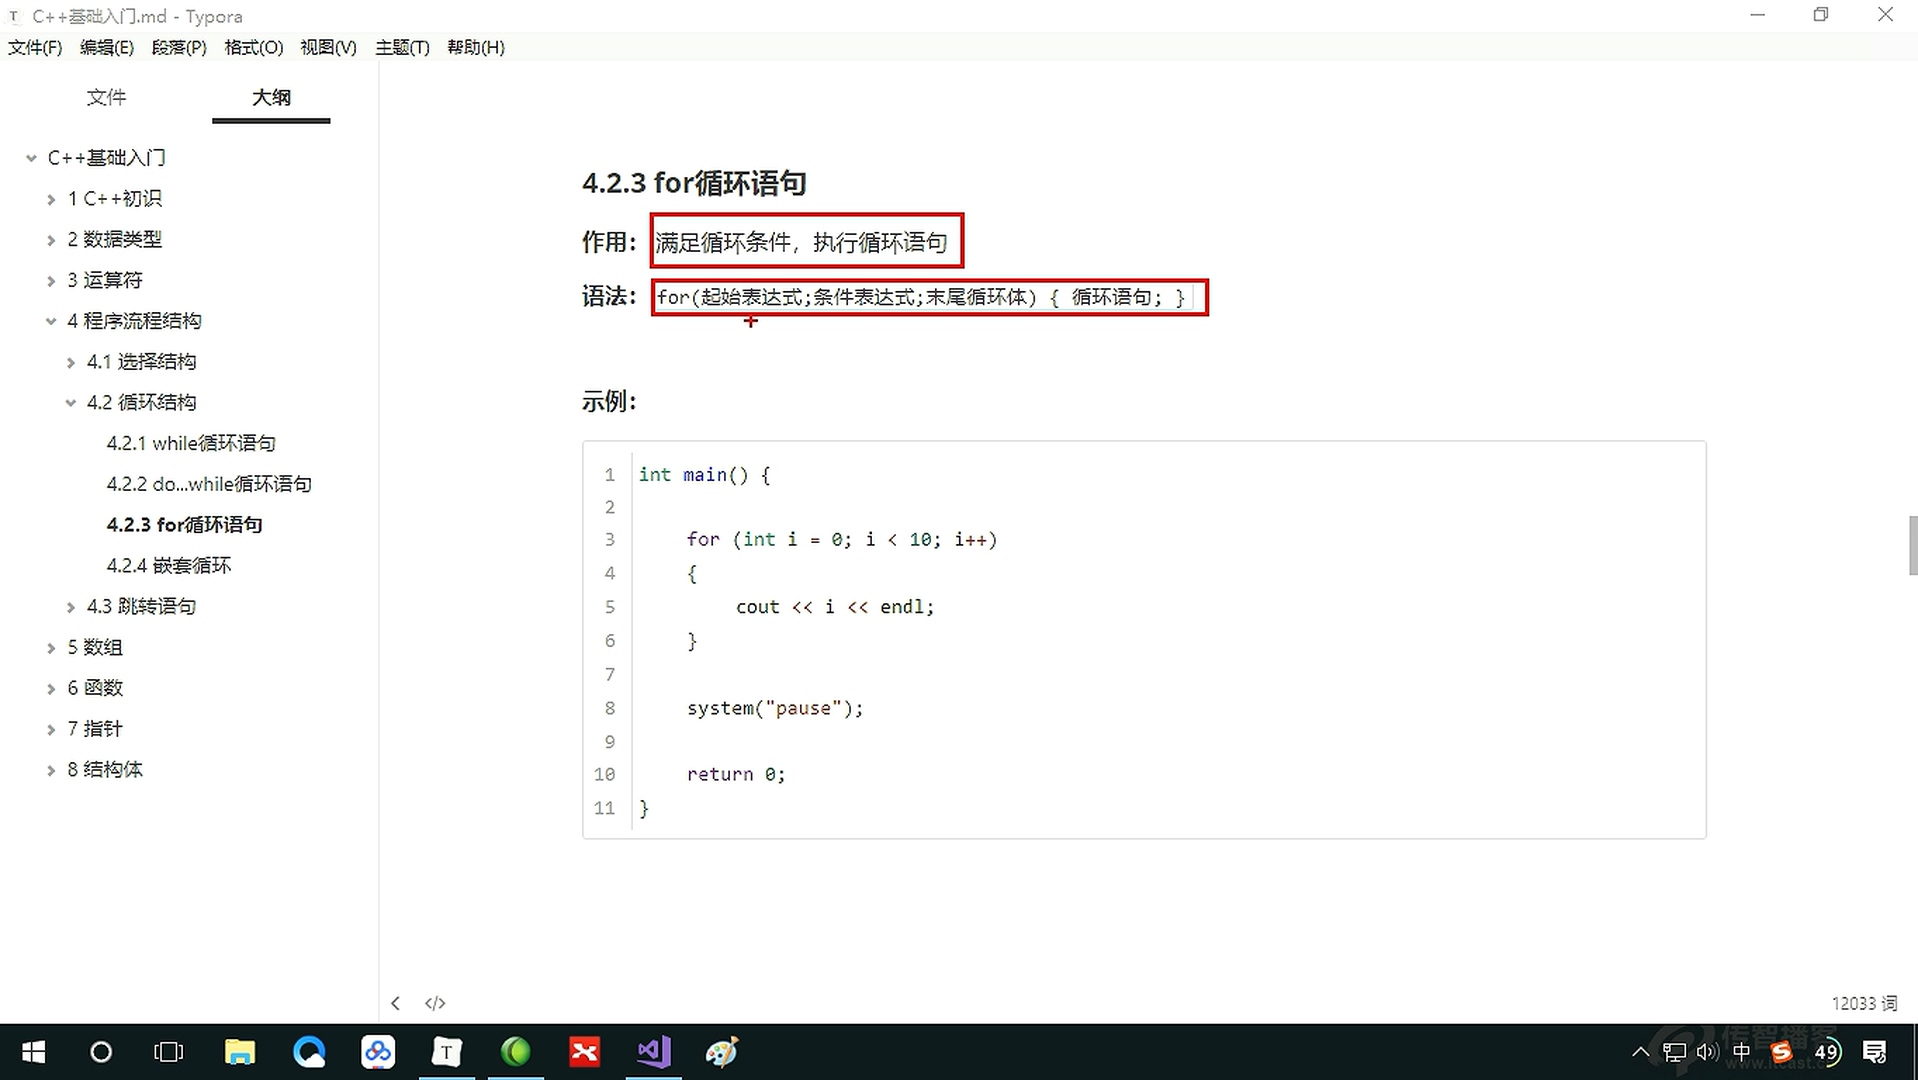 C++基础入门.md - Typora
文件(F) 编辑(E) 段落(P) 格式(O) 视图(V) 主题(T) 帮助(H)
文件 大纲
C++基础入门
1 C++初识
2 数据类型
3 运算符
4 程序流程结构
4.1 选择结构
4.2 循环结构
4.2.1 while循环语句
4.2.2 do...while循环语句
4.2.3 for循环语句
4.2.4 嵌套循环
4.3 跳转语句
5 数组
6 函数
7 指针
8 结构体
4.2.3 for循环语句
作用：满足循环条件，执行循环语句
语法：for(起始表达式;条件表达式;末尾循环体) { 循环语句; }
示例：
1 int main() {
2
3 for (int i = 0; i < 10; i++)
4 {
5 cout << i << endl;
6 }
7
8 system("pause");
9
10 return 0;
11 }
12033 词
中 49
传智播客